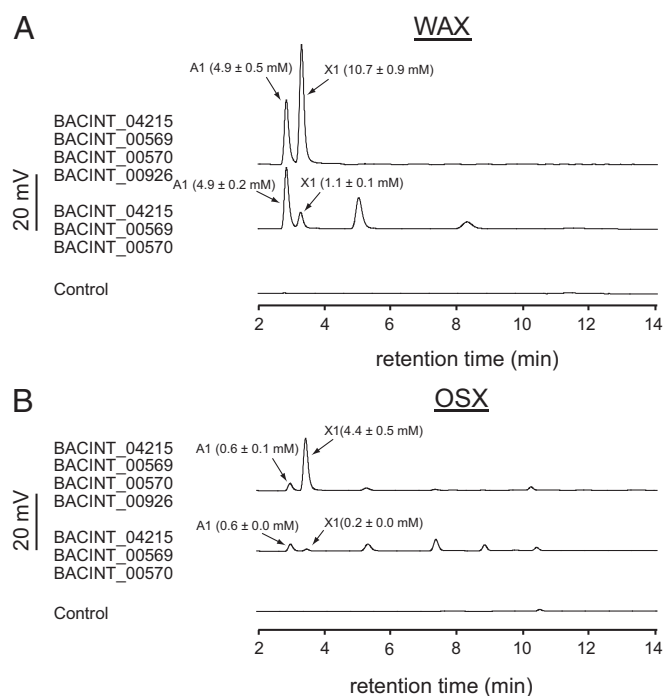 A
WAX
A1 (4.9 ± 0.5 mM)
X1 (10.7 ± 0.9 mM)
BACINT_04215
BACINT_00569
BACINT_00570
BACINT_00926
20 mV
A1 (4.9 ± 0.2 mM)
X1 (1.1 ± 0.1 mM)
BACINT_04215
BACINT_00569
BACINT_00570
Control
2 4 6 8 10 12 14
retention time (min)
B
OSX
A1 (0.6 ± 0.1 mM)
X1(4.4 ± 0.5 mM)
BACINT_04215
BACINT_00569
BACINT_00570
BACINT_00926
20 mV
A1 (0.6 ± 0.0 mM)
X1(0.2 ± 0.0 mM)
BACINT_04215
BACINT_00569
BACINT_00570
Control
2 4 6 8 10 12 14
retention time (min)